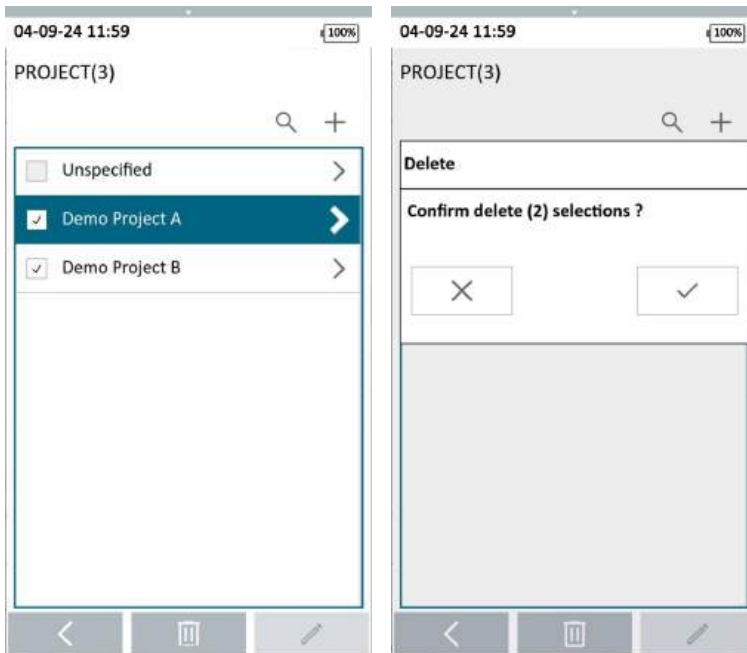 04-09-24 11:59
100%
PROJECT(3)
Unspecified
Demo Project A
Demo Project B
04-09-24 11:59
100%
PROJECT(3)
Delete
Confirm delete (2) selections ?